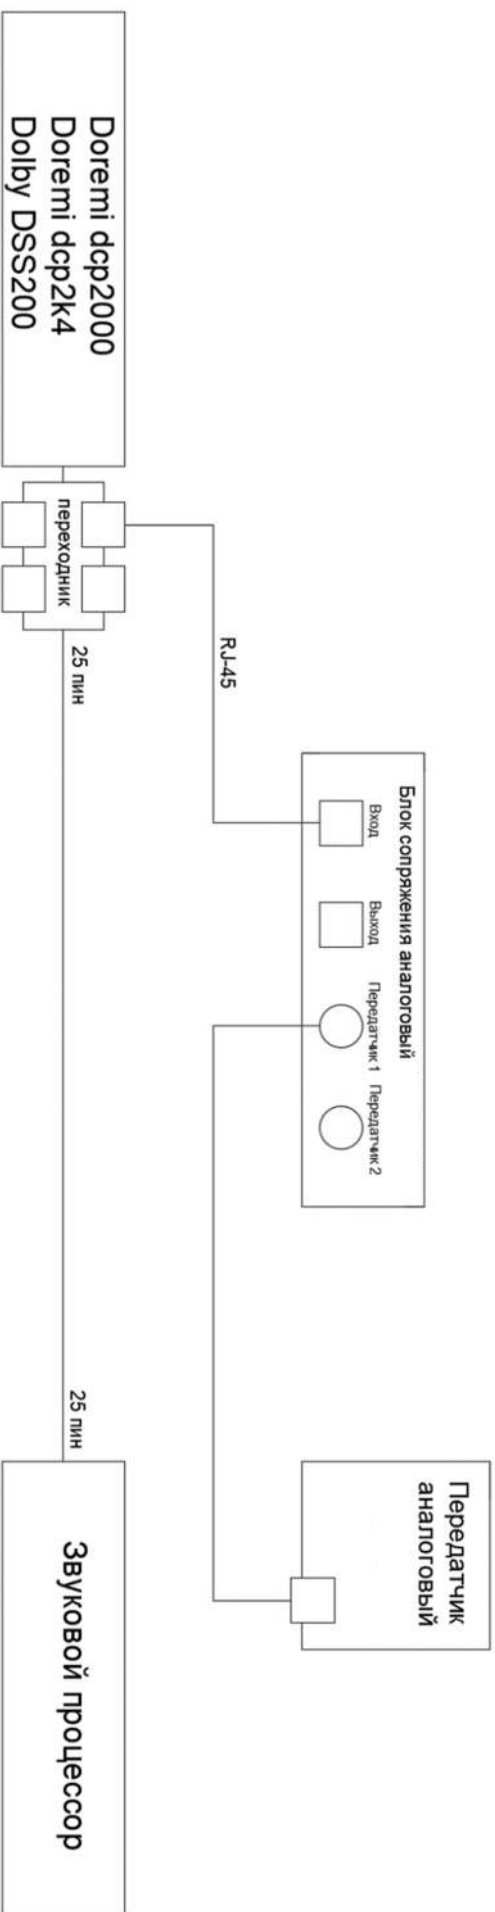 Doremi dcp2000
Doremi dcp2k4
Dolby DSS200
переходник
25 пин
RJ-45
Блок сопряжения аналоговый
Вход
Выход
Передатчик 1
Передатчик 2
Передатчик
аналоговый
25 пин
Звуковой процессор